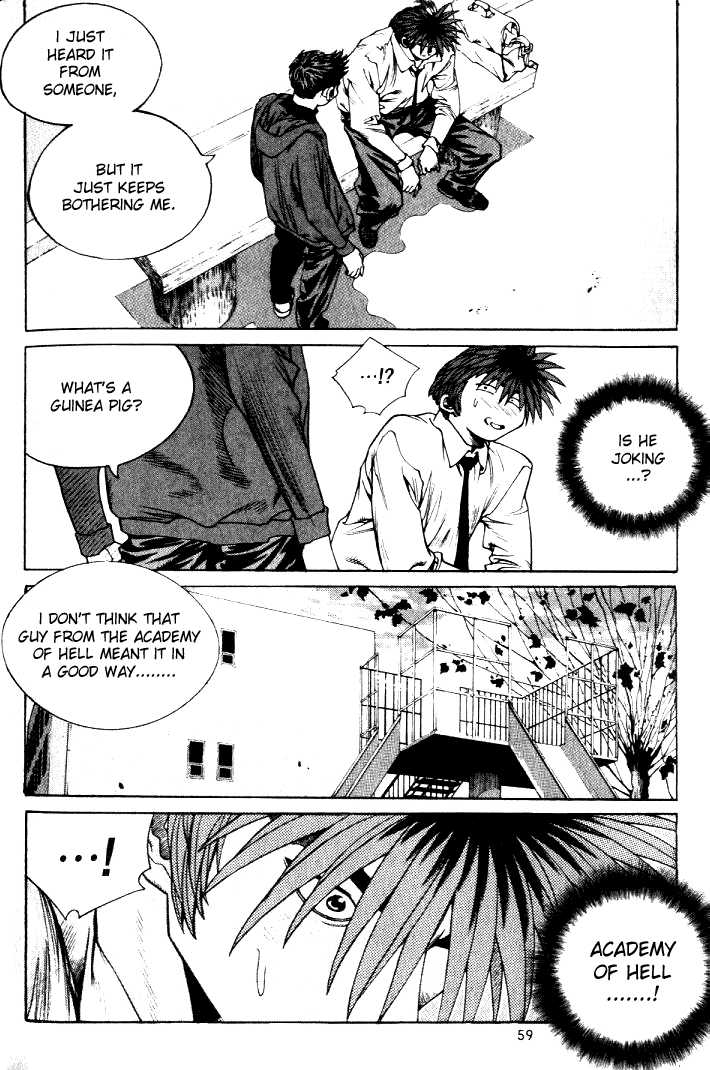 I JUST
HEARD IT
FROM
SOMEONE,
BUT IT
JUST KEEPS
BOTHERING ME.
WHAT'S A
GUINEA PIG?
...!?
IS HE
JOKING
...?
I DON'T THINK THAT
GUY FROM THE ACADEMY
OF HELL MEANT IT IN
A GOOD WAY........
...!
ACADEMY
OF HELL
.......!
59